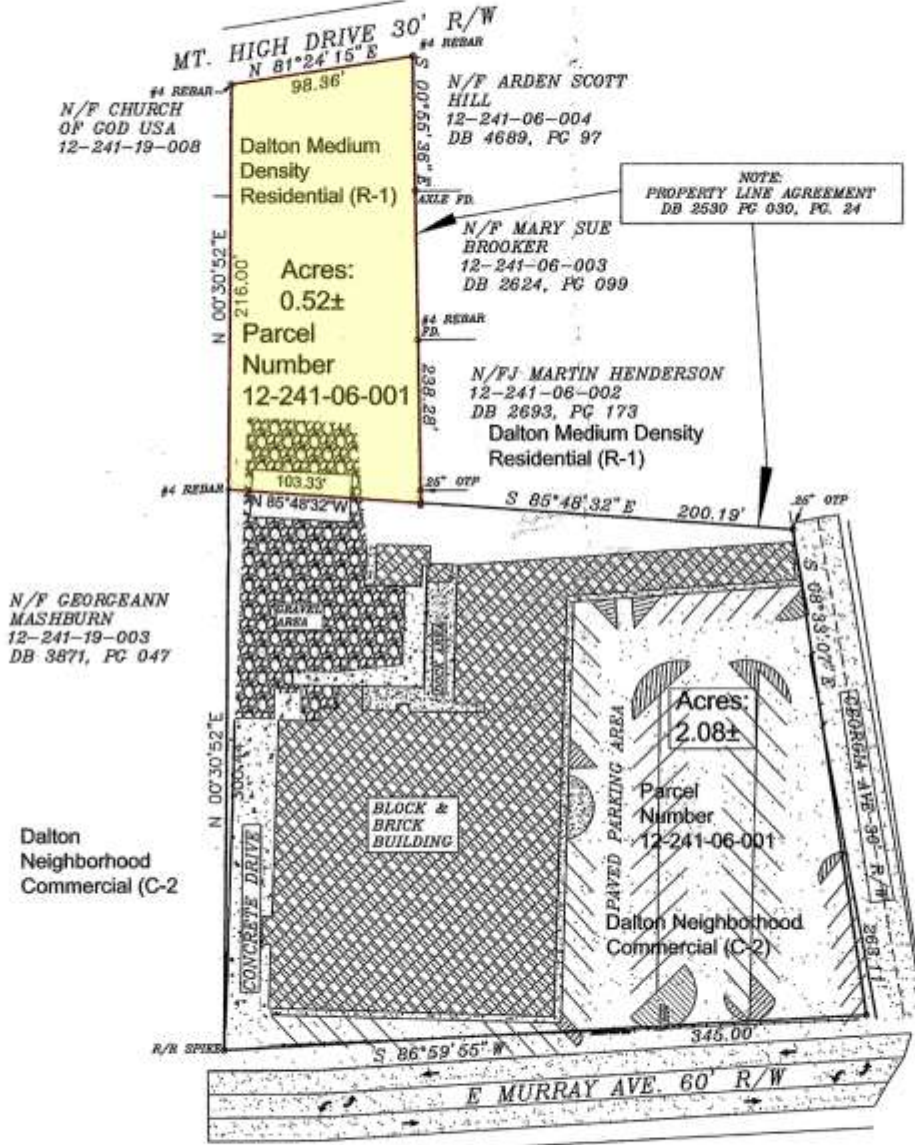 MT. HIGH DRIVE 30' R/W
N 81°24'15" E
98.36'
#4 REBAR
#4 REBAR
N/F CHURCH
OF GOD USA
12-241-19-008
Dalton Medium
Density
Residential (R-1)
S 00°55'36" E
N/F ARDEN SCOTT
HILL
12-241-06-004
DB 4689, PG 97
AXLE FD.
NOTE:
PROPERTY LINE AGREEMENT
DB 2530 PG 030, PG. 24
N/F MARY SUE
BROOKER
12-241-06-003
DB 2624, PG 099
N 00°30'52"E
216.00'
Acres:
0.52±
Parcel
Number
12-241-06-001
#4 REBAR
FD.
238.28'
N/FJ MARTIN HENDERSON
12-241-06-002
DB 2693, PG 173
Dalton Medium Density
Residential (R-1)
#4 REBAR
103.33'
N 85°48'32"W
25" OTP
S 85°48'32" E
200.19'
25" OTP
S 09°33'07" E
N/F GEORGEANN
MASHBURN
12-241-19-003
DB 3871, PG 047
GRAVEL
AREA
DOCK AREA
N 00°30'52"E
GEORGIA AVE 30' R/W
Acres:
2.08±
PAVED PARKING AREA
Parcel
Number
12-241-06-001
BLOCK &
BRICK
BUILDING
Dalton
Neighborhood
Commercial (C-2
CONCRETE DRIVE
Dalton Neighborhood
Commercial (C-2)
263.11'
R/R SPIKE
S 86°59'55" W
345.00'
E MURRAY AVE. 60' R/W